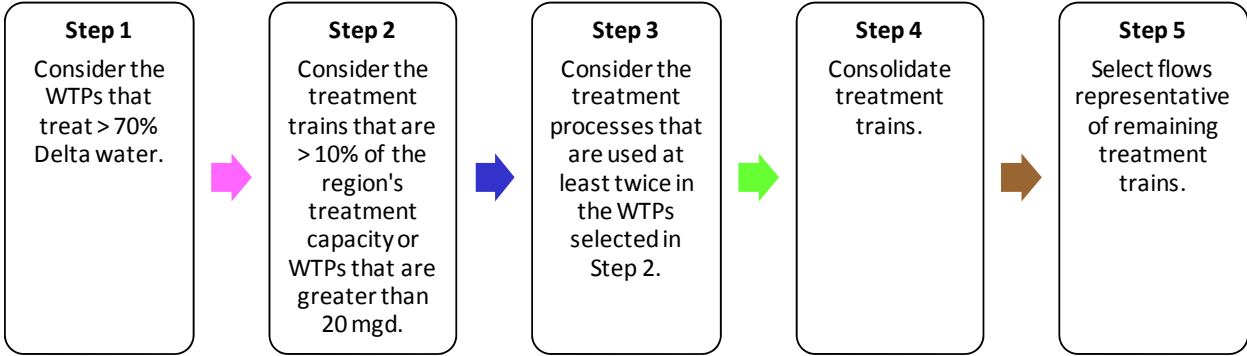 Step 1
Consider the
WTPs that
treat > 70%
Delta water.
Step 2
Consider the
treatment
trains that are
> 10% of the
region's
treatment
capacity or
WTPs that are
greater than
20 mgd.
Step 3
Consider the
treatment
processes that
are used at
least twice in
the WTPs
selected in
Step 2.
Step 4
Consolidate
treatment
trains.
Step 5
Select flows
representative
of remaining
treatment
trains.